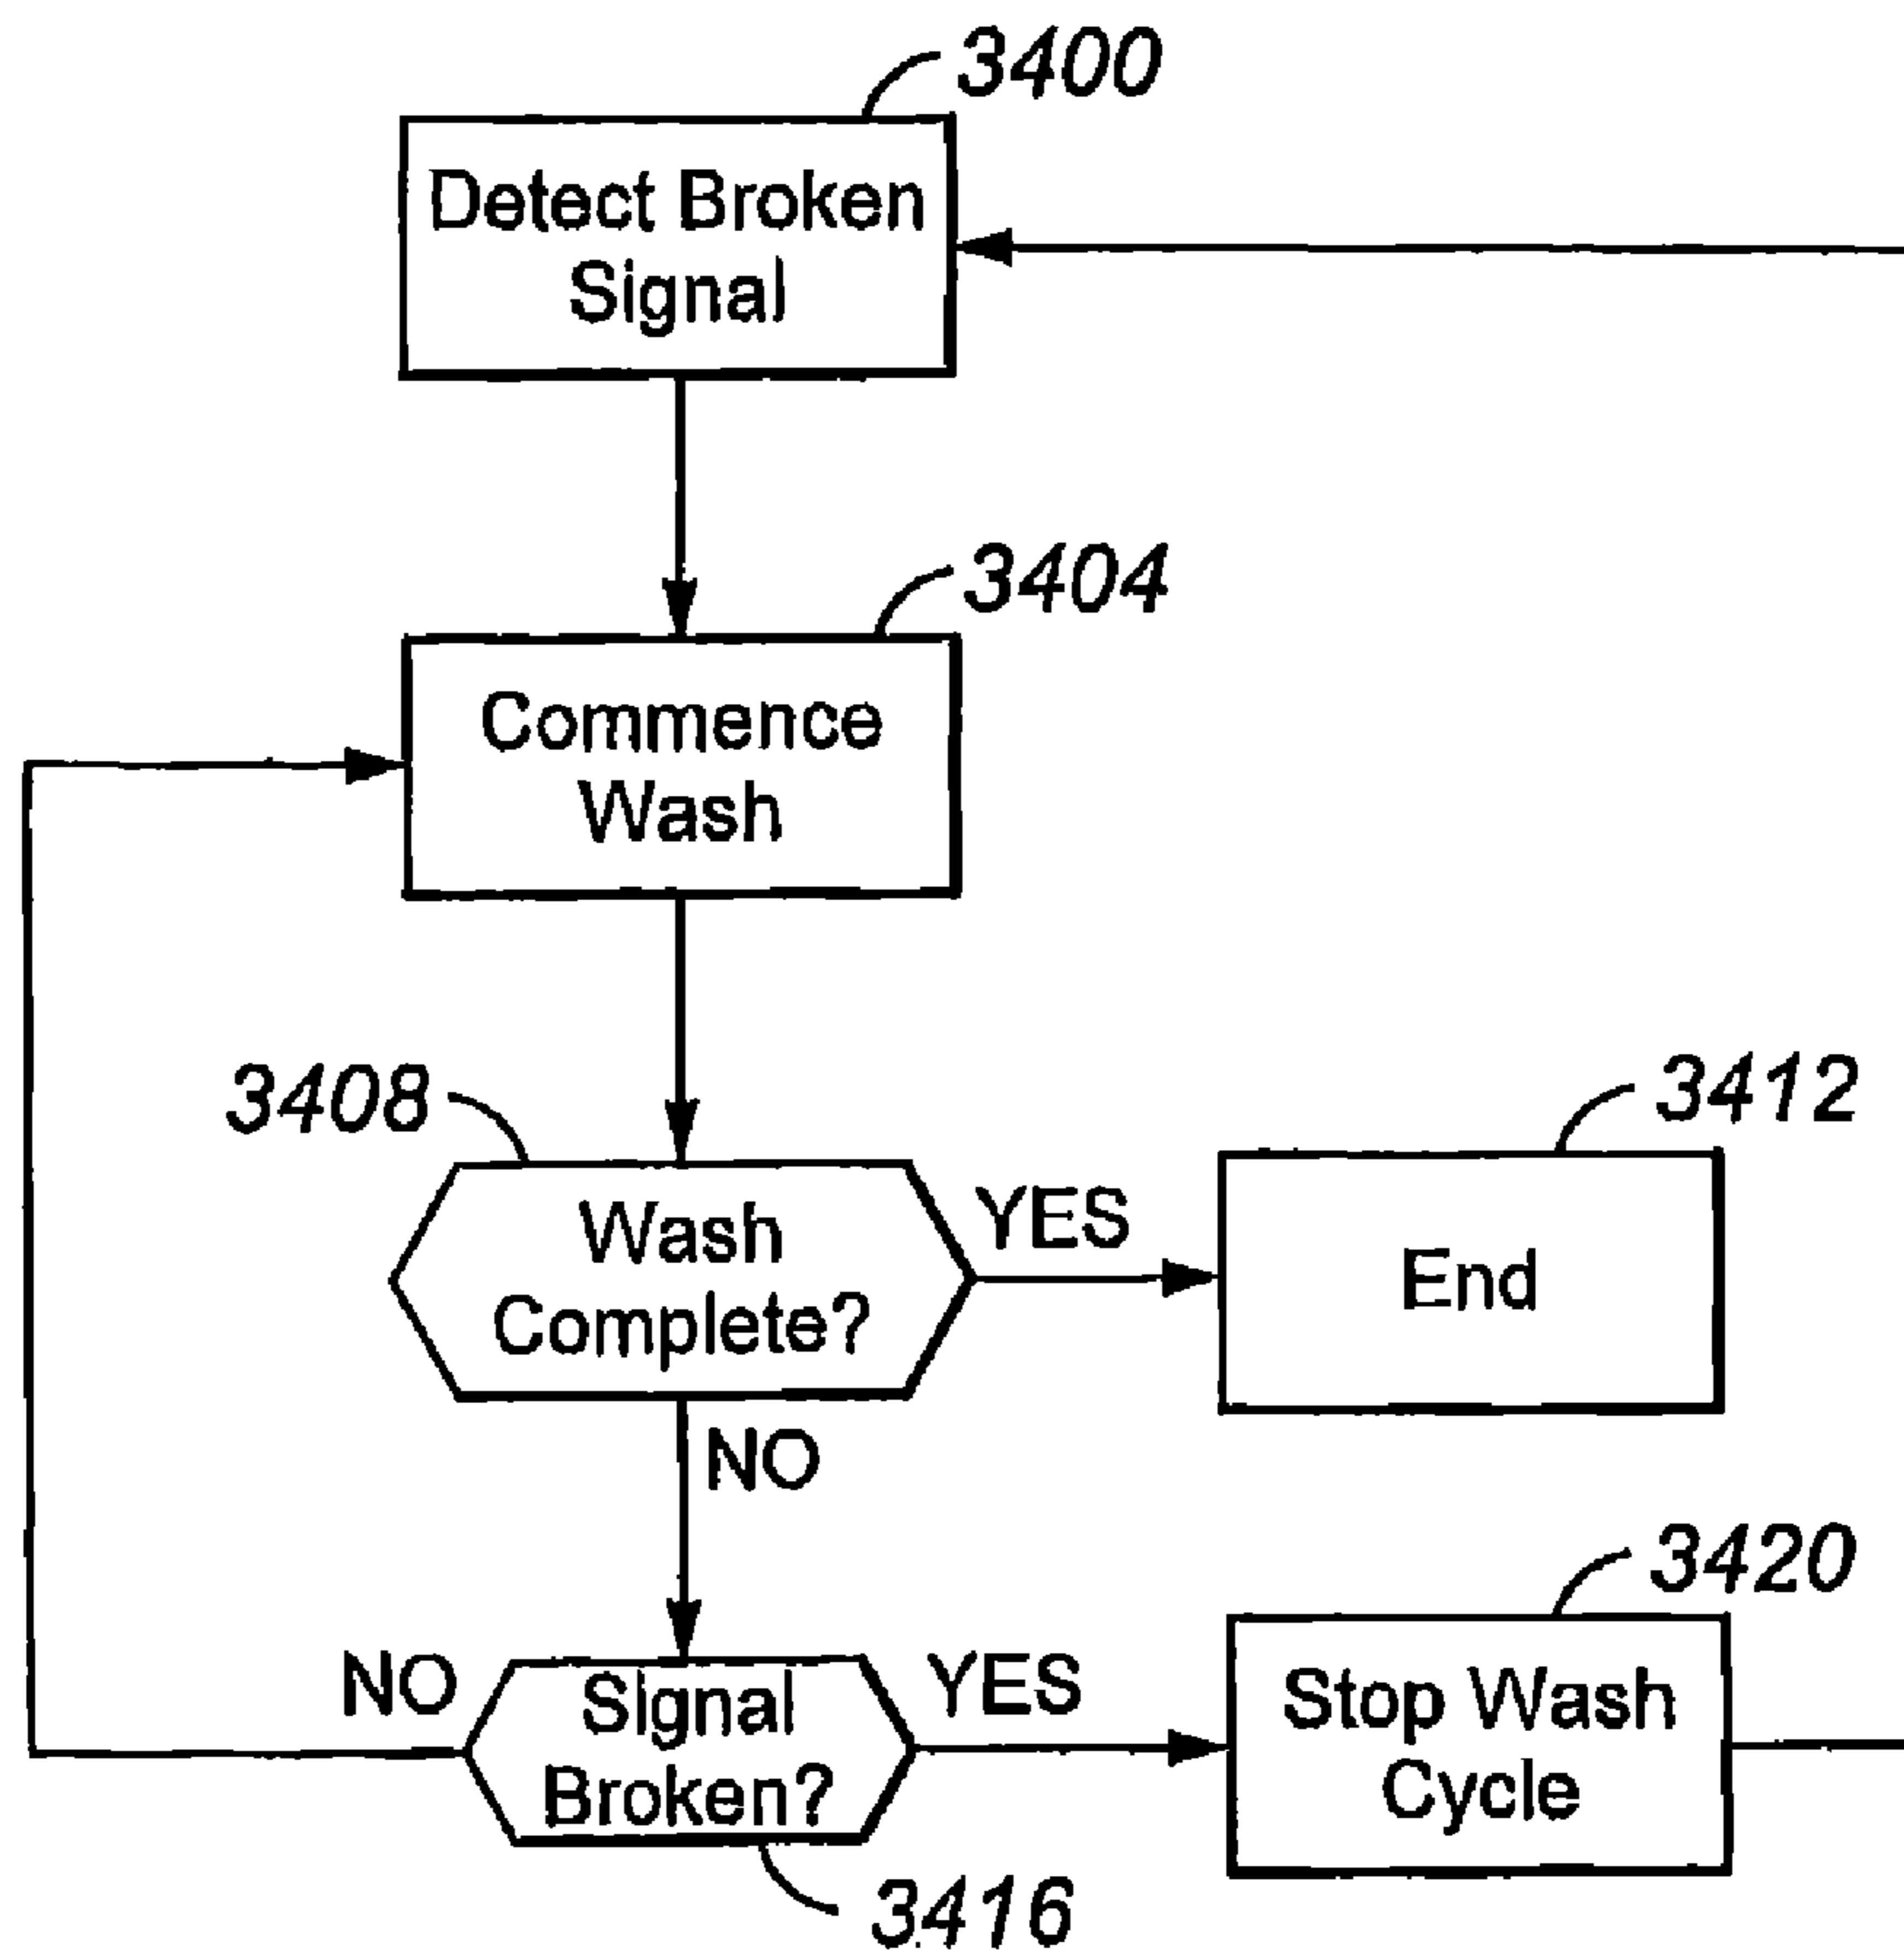 3400
Detect Broken
Signal
3404
Commence
Wash
3408
Wash
Complete?
YES
3412
End
NO
3416
Signal
Broken?
NO
YES
3420
Stop Wash
Cycle